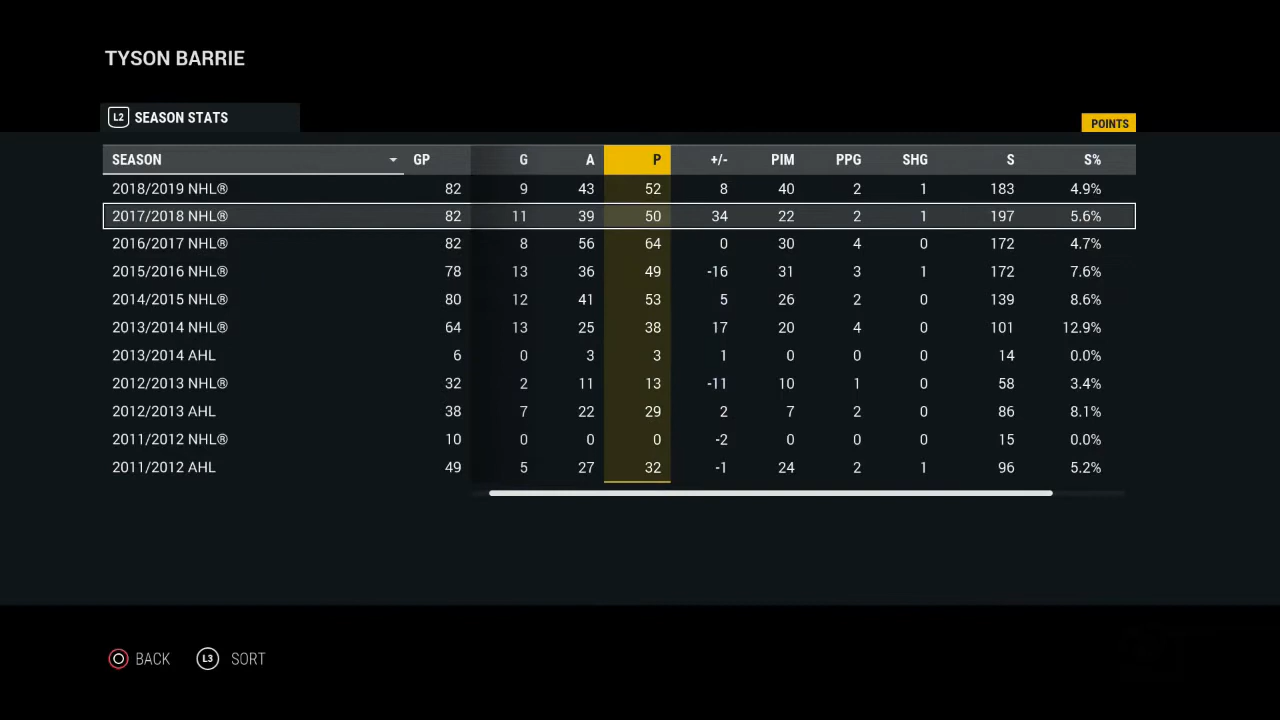 TYSON BARRIE
L2 SEASON STATS
POINTS
SEASON GP G A P +/- PIM PPG SHG S S%
2018/2019 NHL® 82 9 43 52 8 40 2 1 183 4.9%
2017/2018 NHL® 82 11 39 50 34 22 2 1 197 5.6%
2016/2017 NHL® 82 8 56 64 0 30 4 0 172 4.7%
2015/2016 NHL® 78 13 36 49 -16 31 3 1 172 7.6%
2014/2015 NHL® 80 12 41 53 5 26 2 0 139 8.6%
2013/2014 NHL® 64 13 25 38 17 20 4 0 101 12.9%
2013/2014 AHL 6 0 3 3 1 0 0 0 14 0.0%
2012/2013 NHL® 32 2 11 13 -11 10 1 0 58 3.4%
2012/2013 AHL 38 7 22 29 2 7 2 0 86 8.1%
2011/2012 NHL® 10 0 0 0 -2 0 0 0 15 0.0%
2011/2012 AHL 49 5 27 32 -1 24 2 1 96 5.2%
BACK L3 SORT